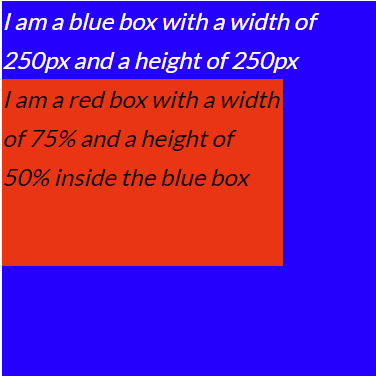 I am a blue box with a width of
250px and a height of 250px
I am a red box with a width
of 75% and a height of
50% inside the blue box